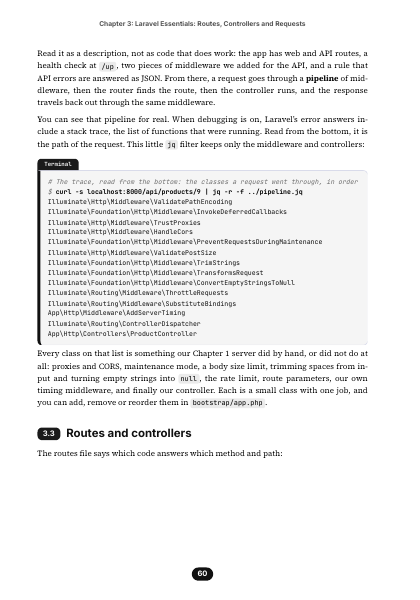 Chapter 3: Laravel Essentials: Routes, Controllers and Requests
Read it as a description, not as code that does work: the app has web and API routes, a
health check at /up, two pieces of middleware we added for the API, and a rule that
API errors are answered as JSON. From there, a request goes through a pipeline of mid-
dleware, then the router finds the route, then the controller runs, and the response
travels back out through the same middleware.
You can see that pipeline for real. When debugging is on, Laravel's error answers in-
clude a stack trace, the list of functions that were running. Read from the bottom, it is
the path of the request. This little jq filter keeps only the middleware and controllers:
Terminal
# The trace, read from the bottom: the classes a request went through, in order
$ curl -s localhost:8000/api/products/9 | jq -r -f ../pipeline.jq
Illuminate\Http\Middleware\ValidatePathEncoding
Illuminate\Foundation\Http\Middleware\InvokeDeferredCallbacks
Illuminate\Http\Middleware\TrustProxies
Illuminate\Http\Middleware\HandleCors
Illuminate\Foundation\Http\Middleware\PreventRequestsDuringMaintenance
Illuminate\Http\Middleware\ValidatePostSize
Illuminate\Foundation\Http\Middleware\TrimStrings
Illuminate\Foundation\Http\Middleware\TransformsRequest
Illuminate\Foundation\Http\Middleware\ConvertEmptyStringsToNull
Illuminate\Routing\Middleware\ThrottleRequests
Illuminate\Routing\Middleware\SubstituteBindings
App\Http\Middleware\AddServerTiming
Illuminate\Routing\ControllerDispatcher
App\Http\Controllers\ProductController
Every class on that list is something our Chapter 1 server did by hand, or did not do at
all: proxies and CORS, maintenance mode, a body size limit, trimming spaces from in-
put and turning empty strings into null, the rate limit, route parameters, our own
timing middleware, and finally our controller. Each is a small class with one job, and
you can add, remove or reorder them in bootstrap/app.php.
3.3 Routes and controllers
The routes file says which code answers which method and path:
60